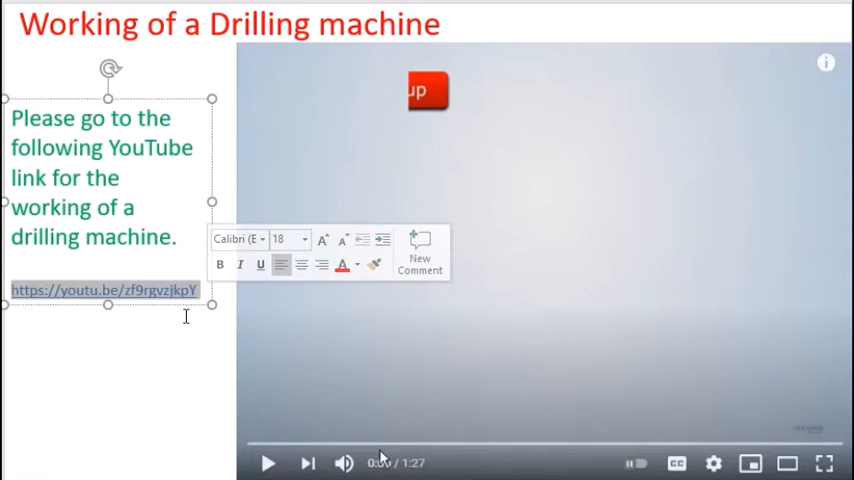 Working of a Drilling machine
Please go to the
following YouTube
link for the
working of a
drilling machine.
https://youtu.be/zf9rgvzjkpY
up
Calibri (E
18
New
Comment
B I U A
/ 1:27
CC